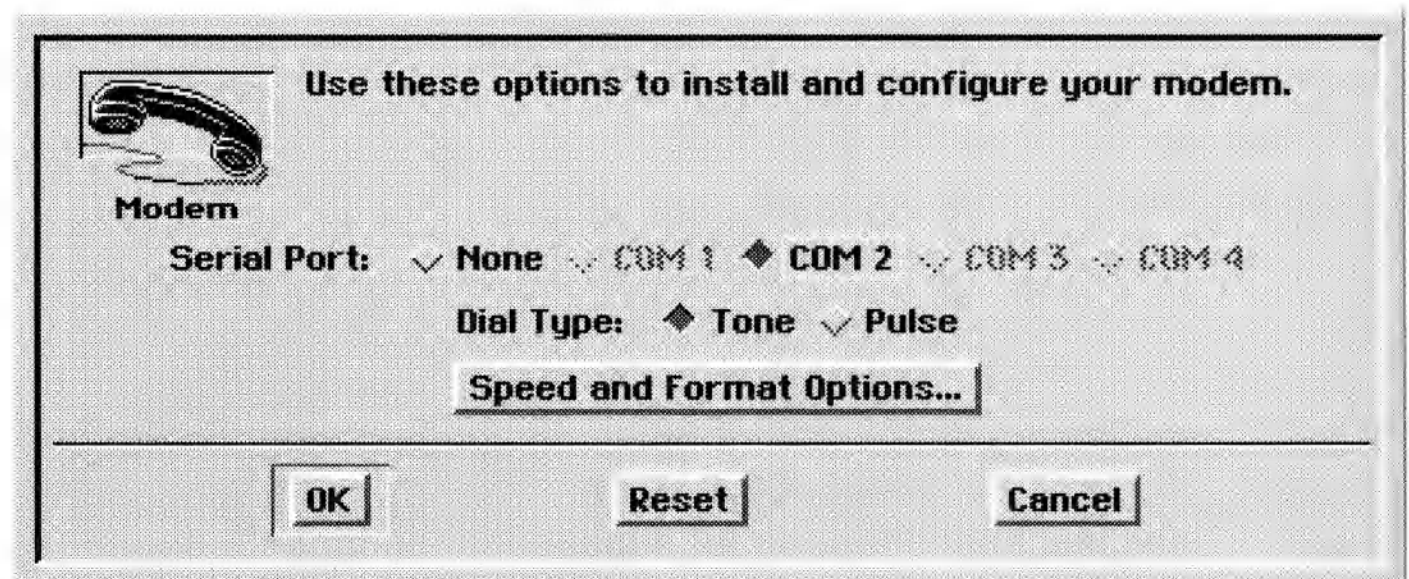 Use these options to install and configure your modem.
Modem
Serial Port: None COM 1 COM 2 COM 3 COM 4
Dial Type: Tone Pulse
Speed and Format Options...
OK Reset Cancel